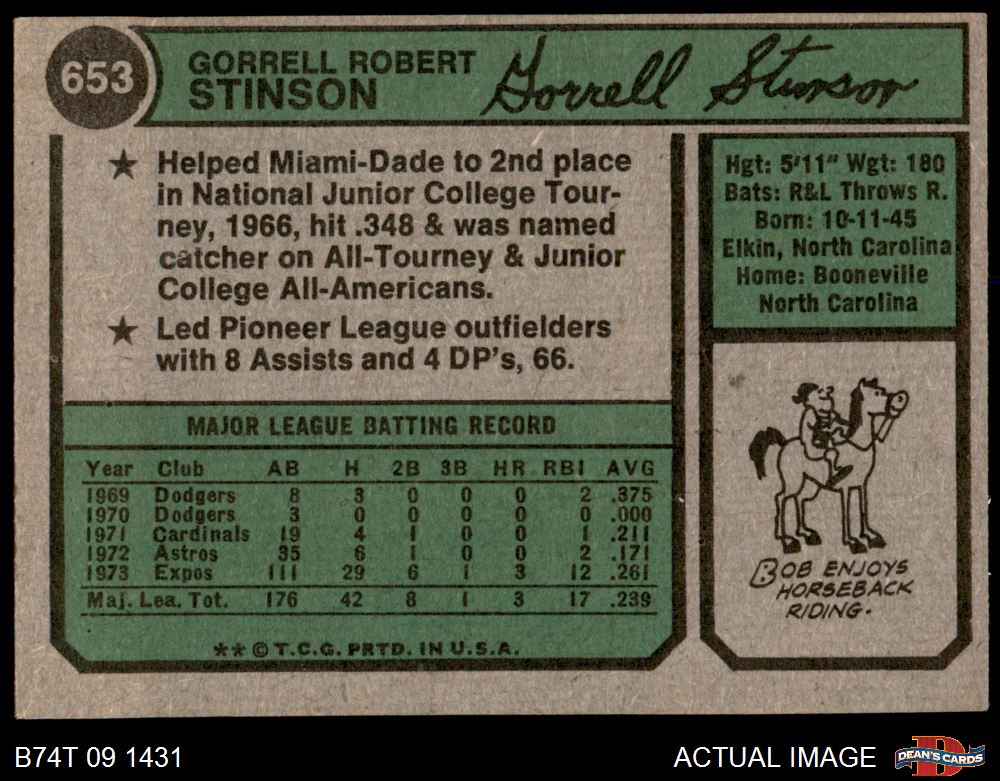 653
GORRELL ROBERT
STINSON
Gorrell Stinson
★ Helped Miami-Dade to 2nd place
in National Junior College Tour-
ney, 1966, hit .348 & was named
catcher on All-Tourney & Junior
College All-Americans.
★ Led Pioneer League outfielders
with 8 Assists and 4 DP's, 66.
Hgt: 5'11" Wgt: 180
Bats: R&L Throws R.
Born: 10-11-45
Elkin, North Carolina
Home: Booneville
North Carolina
MAJOR LEAGUE BATTING RECORD
Year Club AB H 2B 3B HR RBI AVG
1969 Dodgers 8 3 0 0 0 2 .375
1970 Dodgers 3 0 0 0 0 0 .000
1971 Cardinals 19 4 1 0 0 1 .211
1972 Astros 35 6 1 0 0 2 .171
1973 Expos 111 29 6 1 3 12 .261
Maj. Lea. Tot. 176 42 8 1 3 17 .239
★★ © T.C.G. PRTD. IN U.S.A.
BOB ENJOYS
HORSEBACK
RIDING.
B74T 09 1431
ACTUAL IMAGE
D
DEAN'S CARDS